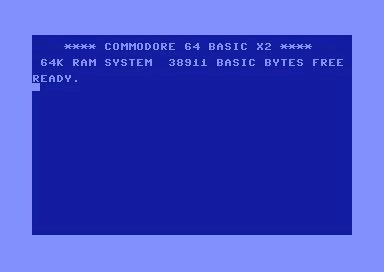 **** COMMODORE 64 BASIC X2 ****
64K RAM SYSTEM  38911 BASIC BYTES FREE
READY.